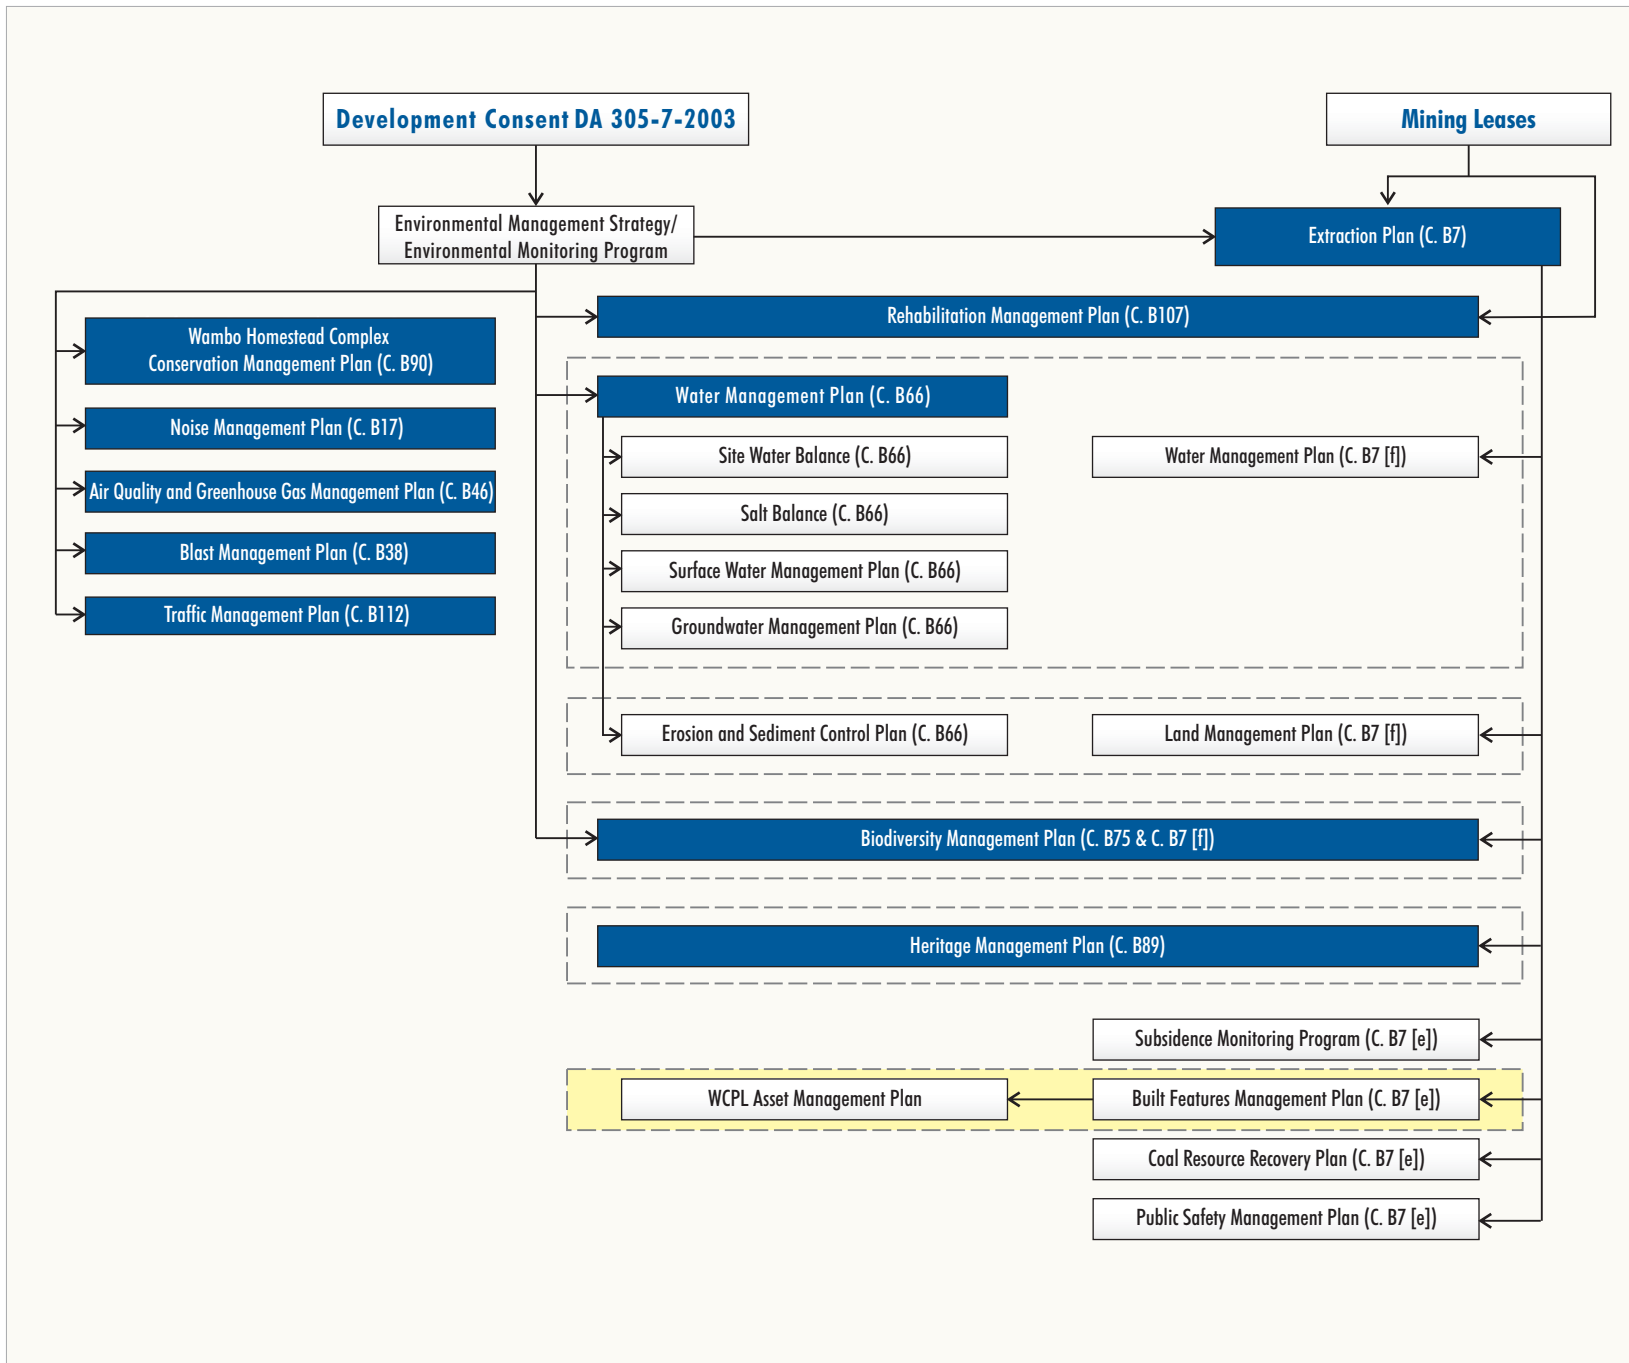 Development Consent DA 305-7-2003
Mining Leases
Environmental Management Strategy/
Environmental Monitoring Program
Extraction Plan (C. B7)
Rehabilitation Management Plan (C. B107)
Wambo Homestead Complex
Conservation Management Plan (C. B90)
Noise Management Plan (C. B17)
Air Quality and Greenhouse Gas Management Plan (C. B46)
Blast Management Plan (C. B38)
Traffic Management Plan (C. B112)
Water Management Plan (C. B66)
Site Water Balance (C. B66)
Water Management Plan (C. B7 [f])
Salt Balance (C. B66)
Surface Water Management Plan (C. B66)
Groundwater Management Plan (C. B66)
Erosion and Sediment Control Plan (C. B66)
Land Management Plan (C. B7 [f])
Biodiversity Management Plan (C. B75 & C. B7 [f])
Heritage Management Plan (C. B89)
Subsidence Monitoring Program (C. B7 [e])
WCPL Asset Management Plan
Built Features Management Plan (C. B7 [e])
Coal Resource Recovery Plan (C. B7 [e])
Public Safety Management Plan (C. B7 [e])